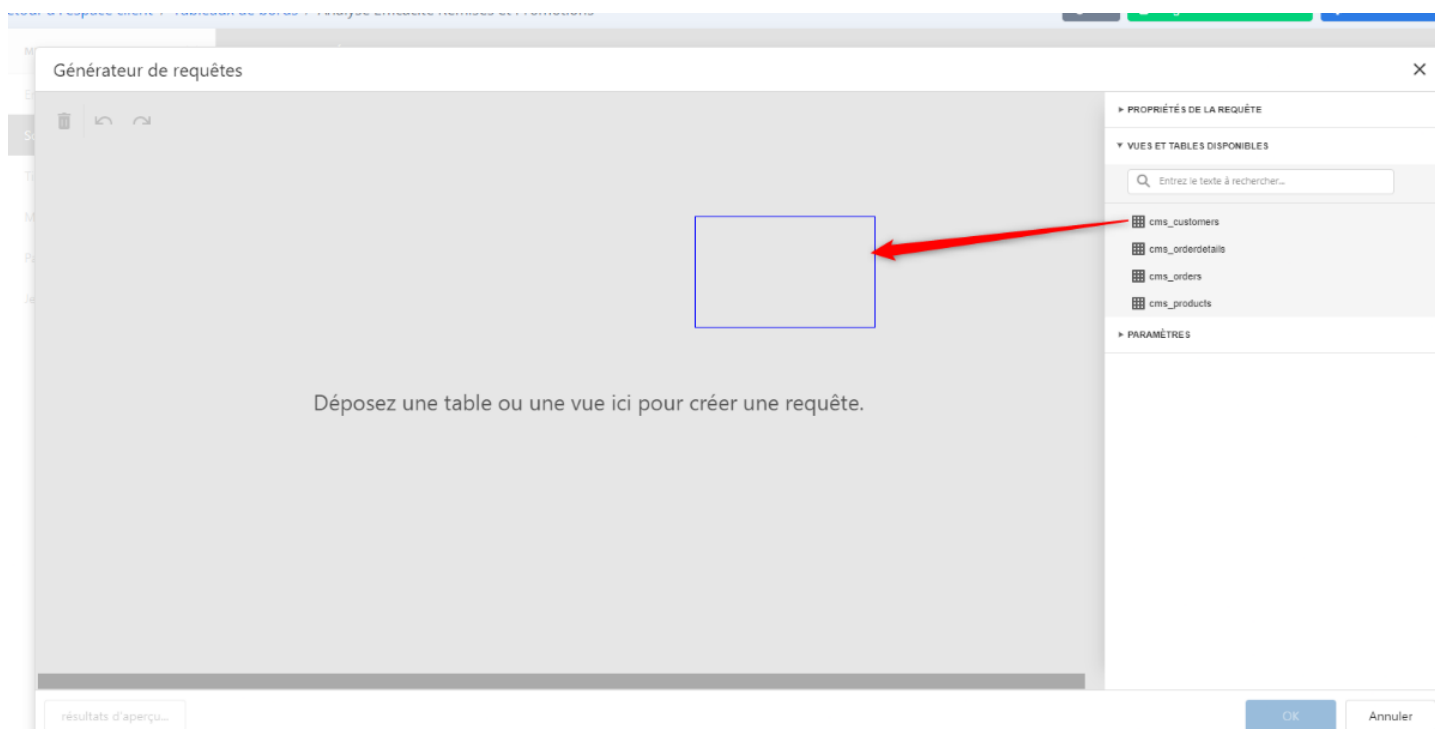 Générateur de requêtes
PROPRIÉTÉS DE LA REQUÊTE
VUES ET TABLES DISPONIBLES
Entrez le texte à rechercher...
cms_customers
cms_orderdetails
cms_orders
cms_products
PARAMÈTRES
Déposez une table ou une vue ici pour créer une requête.
résultats d'aperçu...
OK
Annuler